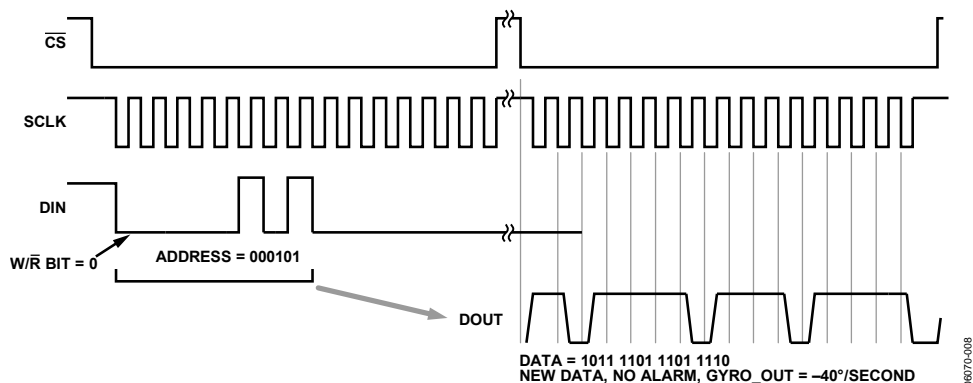 CS
SCLK
DIN
W/R BIT = 0
ADDRESS = 000101
DOUT
DATA = 1011 1101 1101 1110
NEW DATA, NO ALARM, GYRO_OUT = –40°/SECOND
06070-008